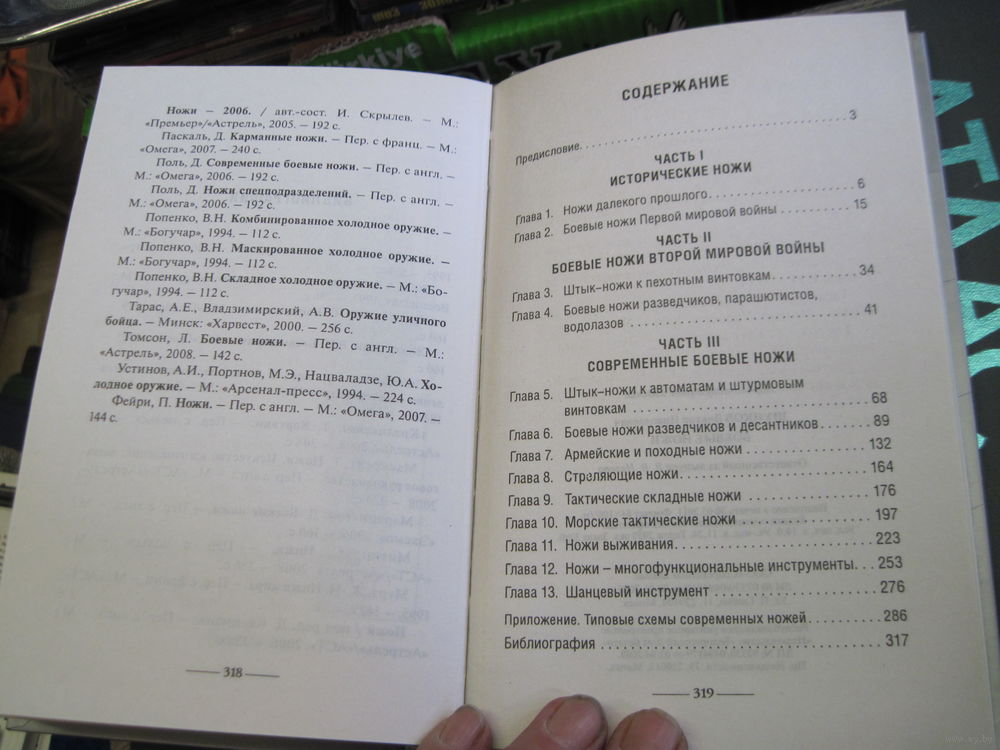 Türkiye
Ножи — 2006. / авт.-сост. И. Скрылев. — М.:
«Премьер»/«Астрель», 2005. — 192 с.
Паскаль, Д. Карманные ножи. — Пер. с франц. — М.:
«Омега», 2007. — 240 с.
Поль, Д. Современные боевые ножи. — Пер. с англ. —
М.: «Омега», 2006. — 192 с.
Поль, Д. Ножи спецподразделений. — Пер. с англ. —
М.: «Омега», 2006. — 192 с.
Попенко, В.Н. Комбинированное холодное оружие. —
М.: «Богучар», 1994. — 112 с.
Попенко, В.Н. Маскированное холодное оружие. —
М.: «Богучар», 1994. — 112 с.
Попенко, В.Н. Складное холодное оружие. — М.: «Бо-
гучар», 1994. — 112 с.
Тарас, А.Е., Владзимирский, А.В. Оружие уличного
бойца. — Минск: «Харвест», 2000. — 256 с.
Томсон, Л. Боевые ножи. — Пер. с англ. — М.:
«Астрель», 2008. — 142 с.
Устинов, А.И., Портнов, М.Э., Нацваладзе, Ю.А. Хо-
лодное оружие. — М.: «Арсенал-пресс», 1994. — 224 с.
Фейри, П. Ножи. — Пер. с англ. — М.: «Омега», 2007. —
144 с.
318
СОДЕРЖАНИЕ
Предисловие. 3
ЧАСТЬ I
ИСТОРИЧЕСКИЕ НОЖИ
Глава 1. Ножи далекого прошлого. 6
Глава 2. Боевые ножи Первой мировой войны 15
ЧАСТЬ II
БОЕВЫЕ НОЖИ ВТОРОЙ МИРОВОЙ ВОЙНЫ
Глава 3. Штык–ножи к пехотным винтовкам. 34
Глава 4. Боевые ножи разведчиков, парашютистов,
водолазов 41
ЧАСТЬ III
СОВРЕМЕННЫЕ БОЕВЫЕ НОЖИ
Глава 5. Штык–ножи к автоматам и штурмовым
винтовкам 68
Глава 6. Боевые ножи разведчиков и десантников. 89
Глава 7. Армейские и походные ножи 132
Глава 8. Стреляющие ножи. 164
Глава 9. Тактические складные ножи 176
Глава 10. Морские тактические ножи 197
Глава 11. Ножи выживания. 223
Глава 12. Ножи – многофункциональные инструменты. 253
Глава 13. Шанцевый инструмент 276
Приложение. Типовые схемы современных ножей. 286
Библиография 317
319